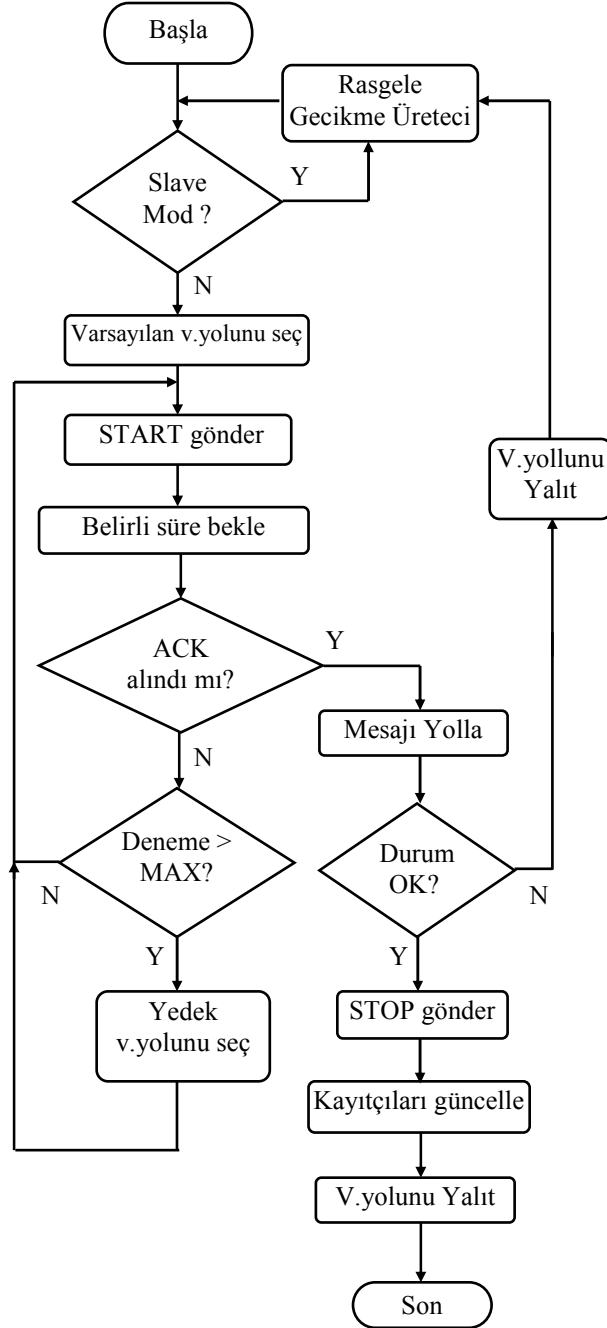 Başla
Rasgele
Gecikme Üreteci
Slave
Mod ?
Y
N
Varsayılan v.yolunu seç
START gönder
V.yollunu
Yalıt
Belirli süre bekle
ACK
alındı mı?
Y
N
Mesajı Yolla
Deneme >
MAX?
N
Y
Durum
OK?
N
Y
Yedek
v.yolunu seç
STOP gönder
Kayıtçıları güncelle
V.yolunu Yalıt
Son